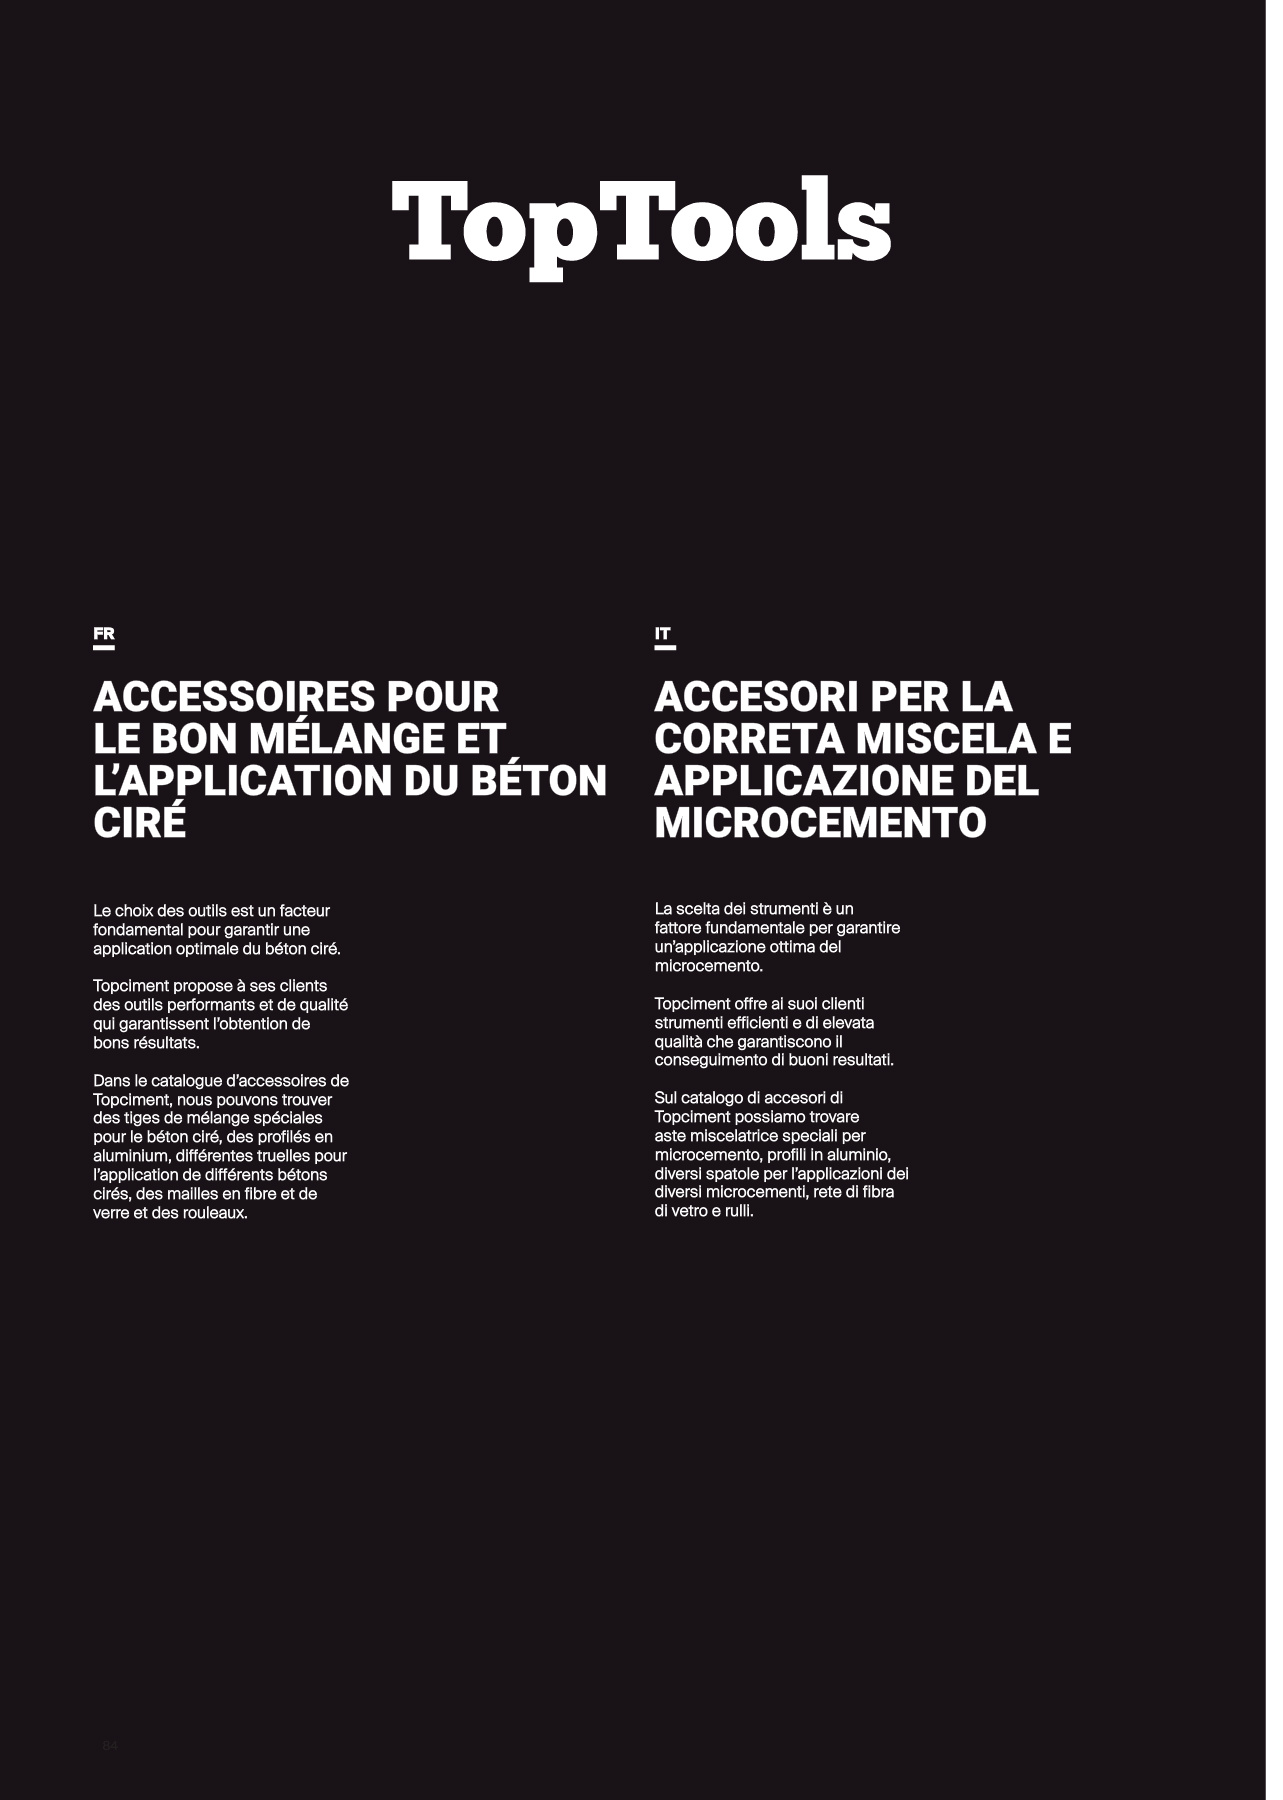 TopTools
FR
ACCESSOIRES POUR
LE BON MÉLANGE ET
L’APPLICATION DU BÉTON
CIRÉ
Le choix des outils est un facteur
fondamental pour garantir une
application optimale du béton ciré.
Topciment propose à ses clients
des outils performants et de qualité
qui garantissent l’obtention de
bons résultats.
Dans le catalogue d’accessoires de
Topciment, nous pouvons trouver
des tiges de mélange spéciales
pour le béton ciré, des profilés en
aluminium, différentes truelles pour
l’application de différents bétons
cirés, des mailles en fibre et de
verre et des rouleaux.
IT
ACCESORI PER LA
CORRETA MISCELA E
APPLICAZIONE DEL
MICROCEMENTO
La scelta dei strumenti è un
fattore fundamentale per garantire
un’applicazione ottima del
microcemento.
Topciment offre ai suoi clienti
strumenti efficienti e di elevata
qualità che garantiscono il
conseguimento di buoni resultati.
Sul catalogo di accesori di
Topciment possiamo trovare
aste miscelatrice speciali per
microcemento, profili in aluminio,
diversi spatole per l’applicazioni dei
diversi microcementi, rete di fibra
di vetro e rulli.
84